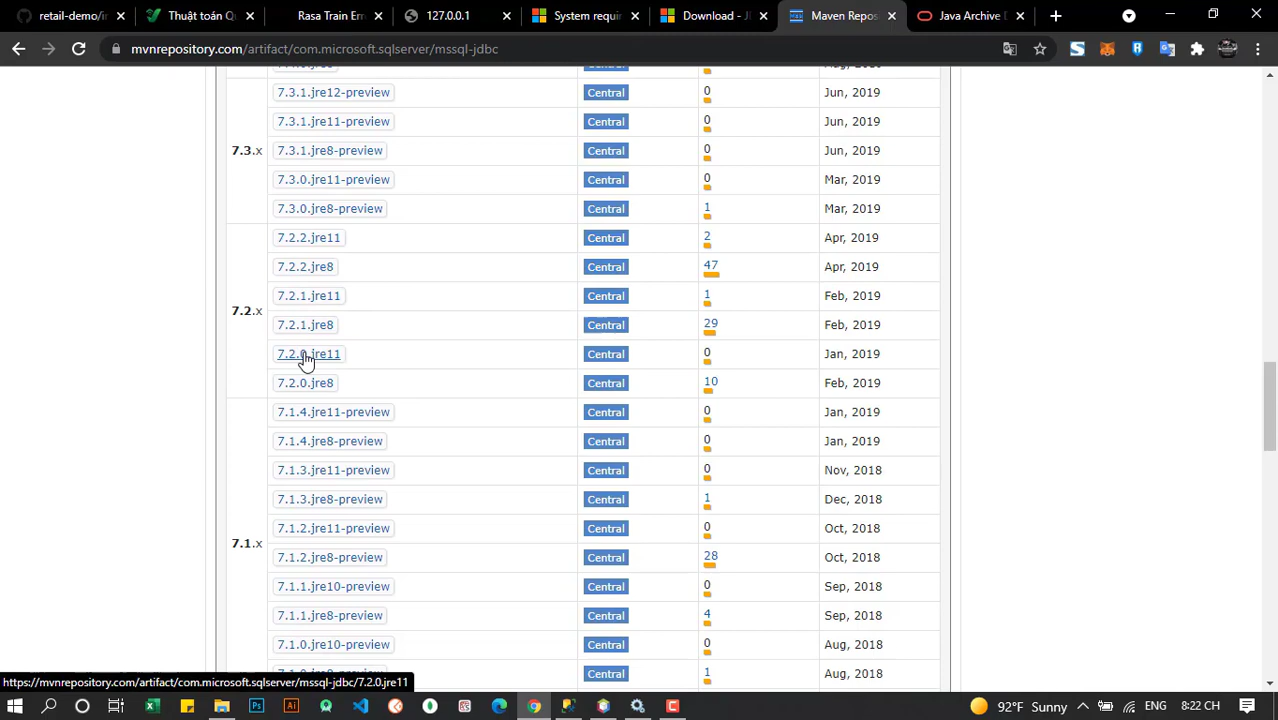 retail-demo/in
Thuật toán Q
Rasa Train Err
127.0.0.1
System requir
Download - J
Maven Repos
Java Archive
mvnrepository.com/artifact/com.microsoft.sqlserver/mssql-jdbc
7.3.1.jre12-preview Central 0 Jun, 2019
7.3.1.jre11-preview Central 0 Jun, 2019
7.3.x 7.3.1.jre8-preview Central 0 Jun, 2019
7.3.0.jre11-preview Central 0 Mar, 2019
7.3.0.jre8-preview Central 1 Mar, 2019
7.2.2.jre11 Central 2 Apr, 2019
7.2.2.jre8 Central 47 Apr, 2019
7.2.1.jre11 Central 1 Feb, 2019
7.2.x 7.2.1.jre8 Central 29 Feb, 2019
7.2.0.jre11 Central 0 Jan, 2019
7.2.0.jre8 Central 10 Feb, 2019
7.1.4.jre11-preview Central 0 Jan, 2019
7.1.4.jre8-preview Central 0 Jan, 2019
7.1.3.jre11-preview Central 0 Nov, 2018
7.1.3.jre8-preview Central 1 Dec, 2018
7.1.2.jre11-preview Central 0 Oct, 2018
7.1.x 7.1.2.jre8-preview Central 28 Oct, 2018
7.1.1.jre10-preview Central 0 Sep, 2018
7.1.1.jre8-preview Central 4 Sep, 2018
7.1.0.jre10-preview Central 0 Aug, 2018
Central 1 Aug, 2018
https://mvnrepository.com/artifact/com.microsoft.sqlserver/mssql-jdbc/7.2.0.jre11
92°F Sunny ENG 8:22 CH